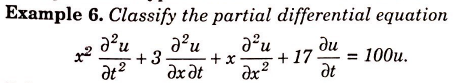 Example 6. Classify the partial differential equation
x² ∂²u/∂t² + 3 ∂²u/∂x∂t + x ∂²u/∂x² + 17 ∂u/∂t = 100u.